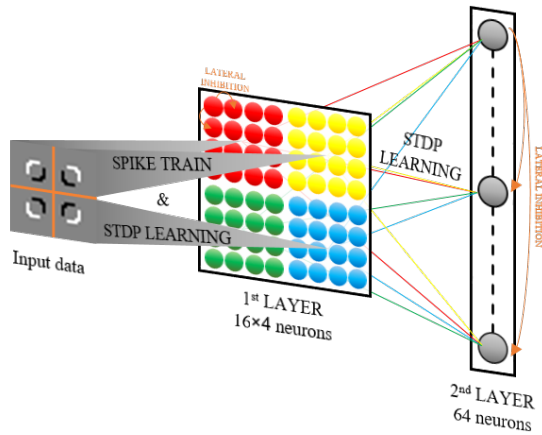 LATERAL
INHIBITION
SPIKE TRAIN
&
STDP LEARNING
Input data
1st LAYER
16×4 neurons
STDP
LEARNING
LATERAL INHIBITION
2nd LAYER
64 neurons